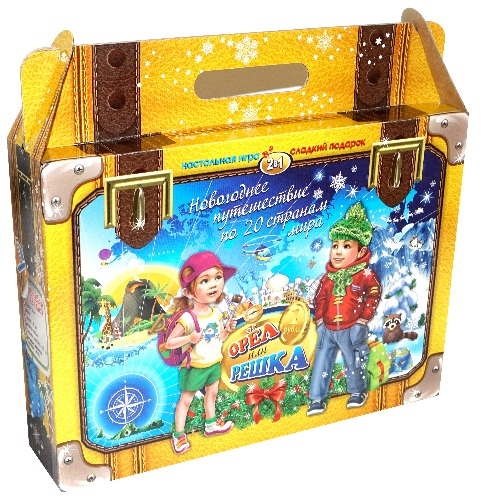 настольная игра 2в1 сладкий подарок
Новогоднее
путешествие
по 20 странам
мира
ОРЁЛ
или
РЕШКА